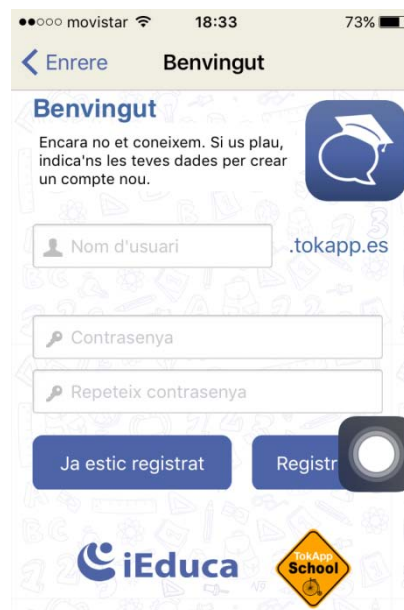 movistar 18:33 73%
Enrere Benvingut
Benvingut
Encara no et coneixem. Si us plau,
indica'ns les teves dades per crear
un compte nou.
Nom d'usuari .tokapp.es
Contrasenya
Repeteix contrasenya
Ja estic registrat Registr
iEduca
TokApp
School